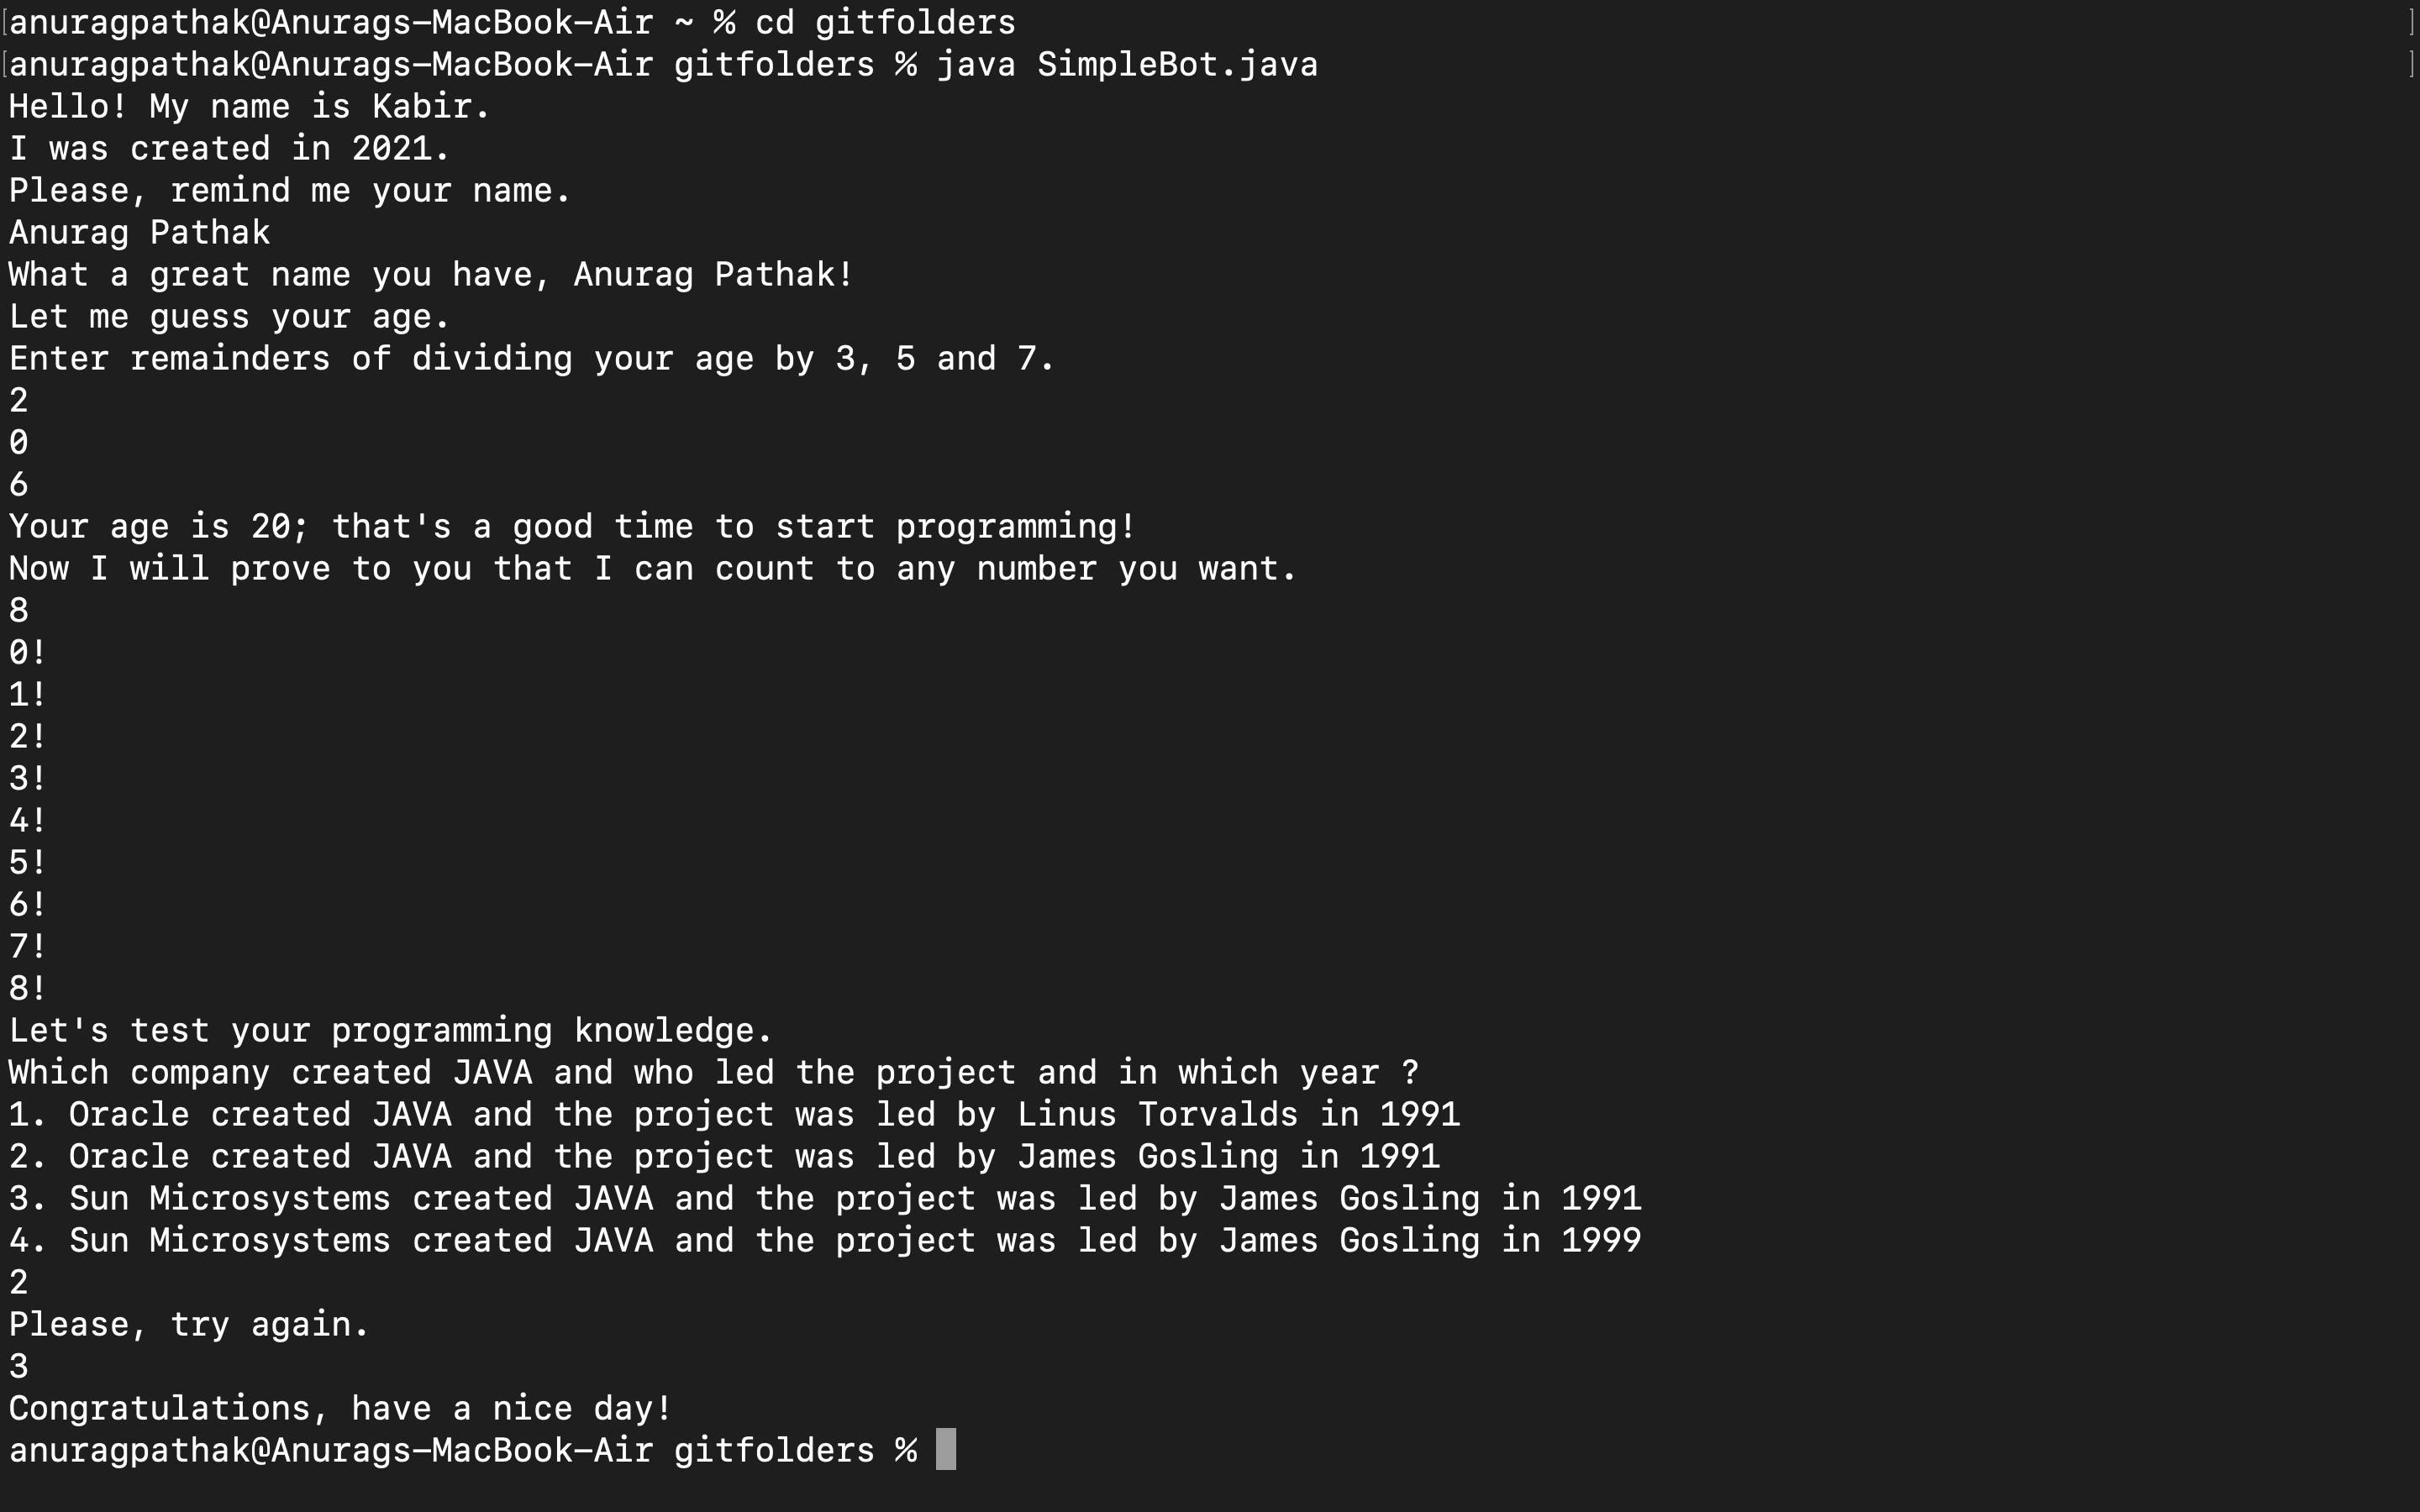 [anuragpathak@Anurags-MacBook-Air ~ % cd gitfolders ]
[anuragpathak@Anurags-MacBook-Air gitfolders % java SimpleBot.java ]
Hello! My name is Kabir.
I was created in 2021.
Please, remind me your name.
Anurag Pathak
What a great name you have, Anurag Pathak!
Let me guess your age.
Enter remainders of dividing your age by 3, 5 and 7.
2
0
6
Your age is 20; that's a good time to start programming!
Now I will prove to you that I can count to any number you want.
8
0!
1!
2!
3!
4!
5!
6!
7!
8!
Let's test your programming knowledge.
Which company created JAVA and who led the project and in which year ?
1. Oracle created JAVA and the project was led by Linus Torvalds in 1991
2. Oracle created JAVA and the project was led by James Gosling in 1991
3. Sun Microsystems created JAVA and the project was led by James Gosling in 1991
4. Sun Microsystems created JAVA and the project was led by James Gosling in 1999
2
Please, try again.
3
Congratulations, have a nice day!
anuragpathak@Anurags-MacBook-Air gitfolders %